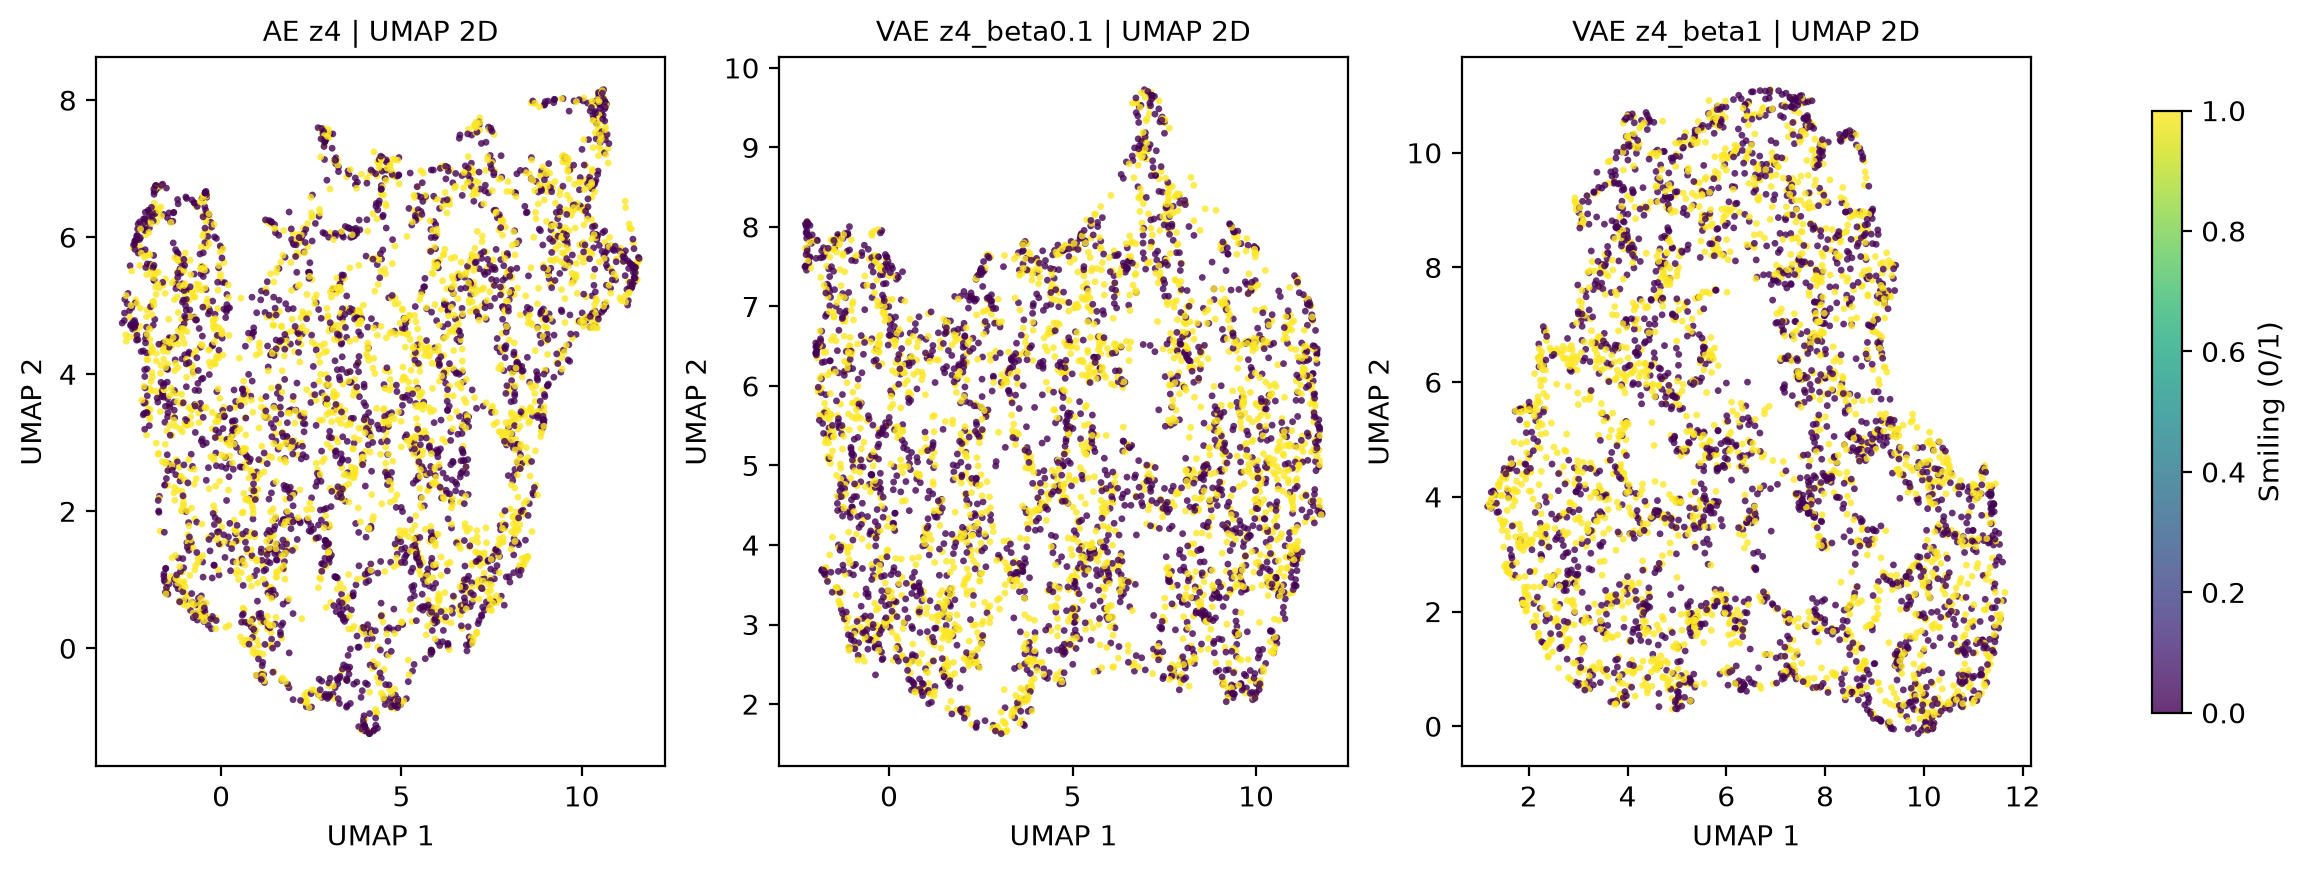 AE z4 | UMAP 2D
VAE z4_beta0.1 | UMAP 2D
VAE z4_beta1 | UMAP 2D
8
6
4
2
0
UMAP 2
0 5 10
UMAP 1
10
9
8
7
6
5
4
3
2
UMAP 2
0 5 10
UMAP 1
10
8
6
4
2
0
UMAP 2
2 4 6 8 10 12
UMAP 1
1.0
0.8
0.6
0.4
0.2
0.0
Smiling (0/1)